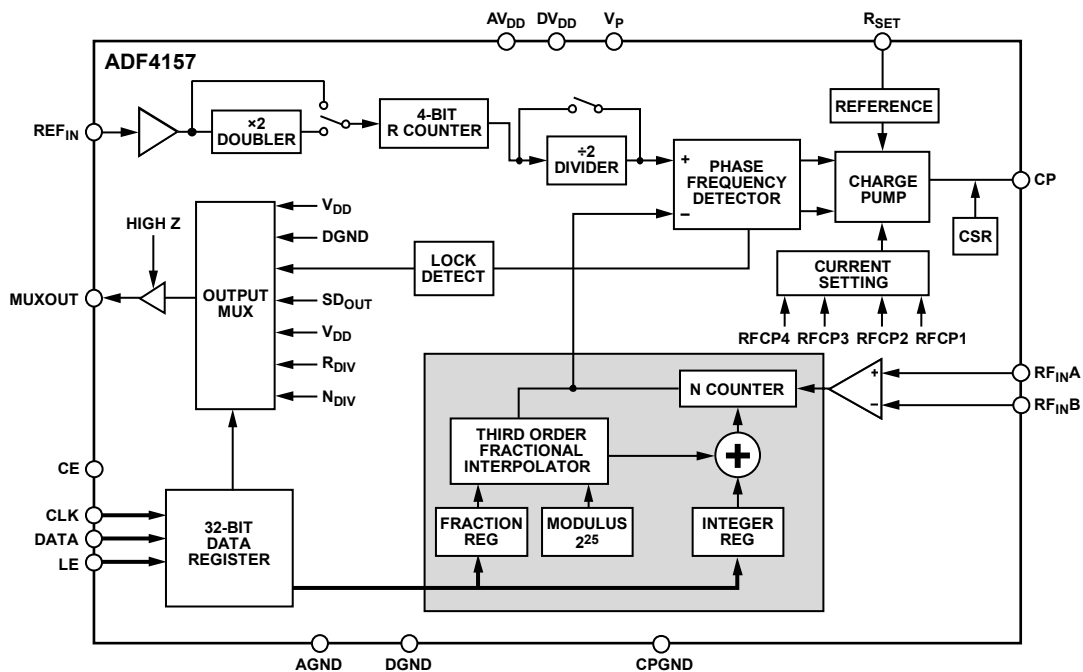 AVDD
DVDD
VP
RSET
ADF4157
REFIN
×2
DOUBLER
4-BIT
R COUNTER
÷2
DIVIDER
+
−
PHASE
FREQUENCY
DETECTOR
REFERENCE
CHARGE
PUMP
CP
CSR
HIGH Z
MUXOUT
OUTPUT
MUX
VDD
DGND
LOCK
DETECT
SDOUT
VDD
RDIV
NDIV
CURRENT
SETTING
RFCP4
RFCP3
RFCP2
RFCP1
N COUNTER
+
−
RFINA
RFINB
THIRD ORDER
FRACTIONAL
INTERPOLATOR
+
FRACTION
REG
MODULUS
2²⁵
INTEGER
REG
CE
CLK
DATA
LE
32-BIT
DATA
REGISTER
AGND
DGND
CPGND